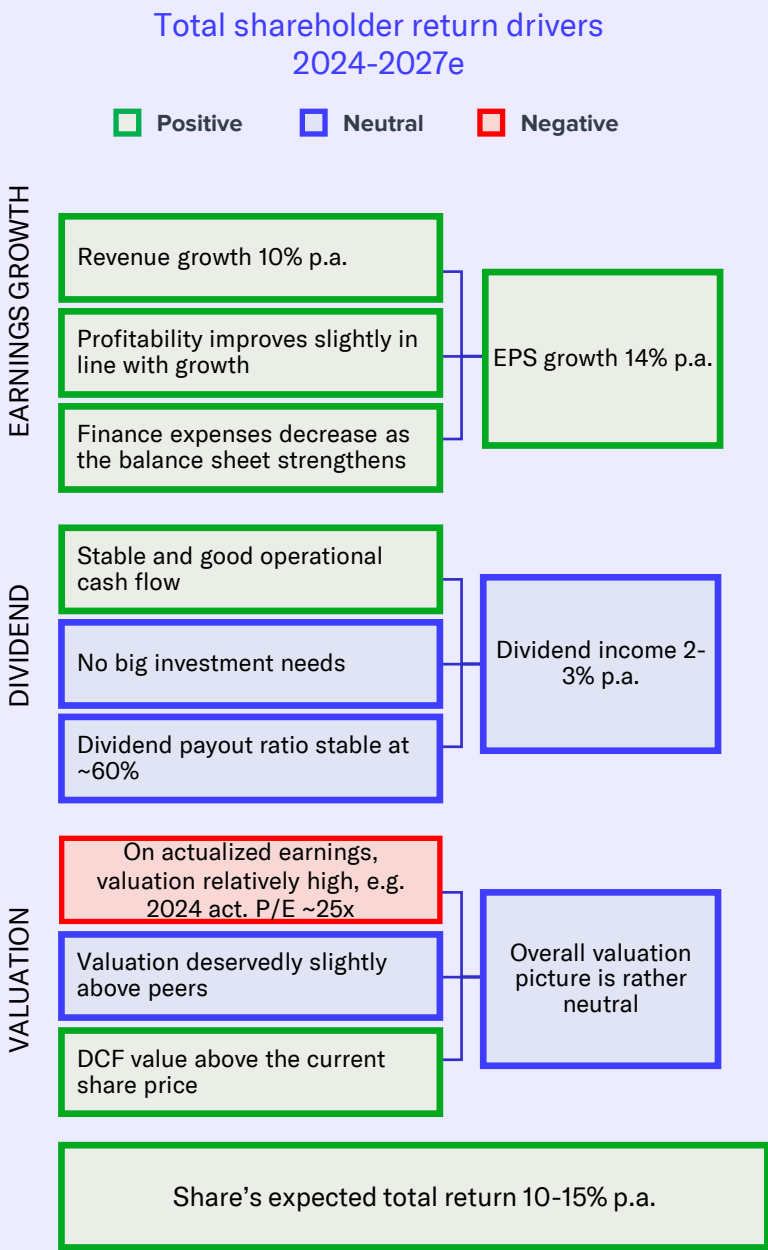 Total shareholder return drivers
2024-2027e
Positive
Neutral
Negative
EARNINGS GROWTH
Revenue growth 10% p.a.
Profitability improves slightly in
line with growth
Finance expenses decrease as
the balance sheet strengthens
EPS growth 14% p.a.
DIVIDEND
Stable and good operational
cash flow
No big investment needs
Dividend payout ratio stable at
~60%
Dividend income 2-
3% p.a.
VALUATION
On actualized earnings,
valuation relatively high, e.g.
2024 act. P/E ~25x
Valuation deservedly slightly
above peers
DCF value above the current
share price
Overall valuation
picture is rather
neutral
Share's expected total return 10-15% p.a.